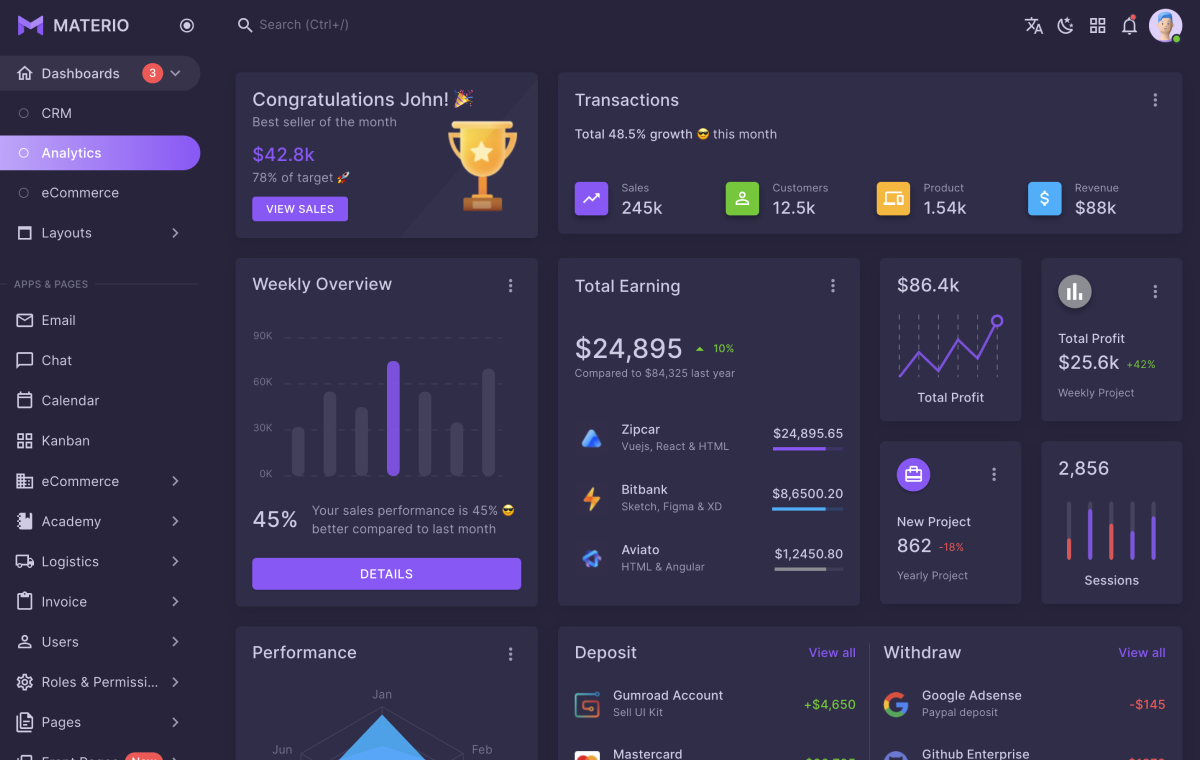 MATERIO
Search (Ctrl+/)
Dashboards 3
CRM
Analytics
eCommerce
Layouts
APPS & PAGES
Email
Chat
Calendar
Kanban
eCommerce
Academy
Logistics
Invoice
Users
Roles & Permissi...
Pages
Front Pages New
Congratulations John! 🎉
Best seller of the month
$42.8k
78% of target 🚀
VIEW SALES
Transactions
Total 48.5% growth 😎 this month
Sales
245k
Customers
12.5k
Product
1.54k
Revenue
$88k
Weekly Overview
90K
60K
30K
0K
45%
Your sales performance is 45% 😎
better compared to last month
DETAILS
Total Earning
$24,895 10%
Compared to $84,325 last year
Zipcar
Vuejs, React & HTML
$24,895.65
Bitbank
Sketch, Figma & XD
$8,6500.20
Aviato
HTML & Angular
$1,2450.80
$86.4k
Total Profit
Total Profit
$25.6k +42%
Weekly Project
New Project
862 -18%
Yearly Project
2,856
Sessions
Performance
Jan
Jun
Feb
Deposit View all
Gumroad Account
Sell UI Kit
+$4,650
Mastercard
Withdraw View all
Google Adsense
Paypal deposit
-$145
Github Enterprise